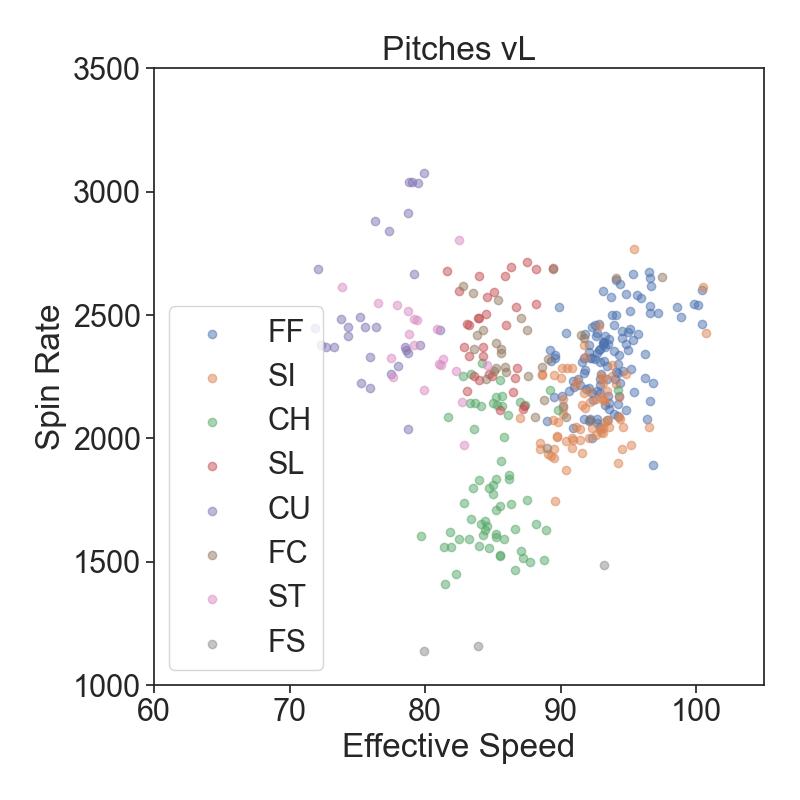 Pitches vL
3500
3000
2500
2000
1500
1000
Spin Rate
FF
SI
CH
SL
CU
FC
ST
FS
60 70 80 90 100
Effective Speed